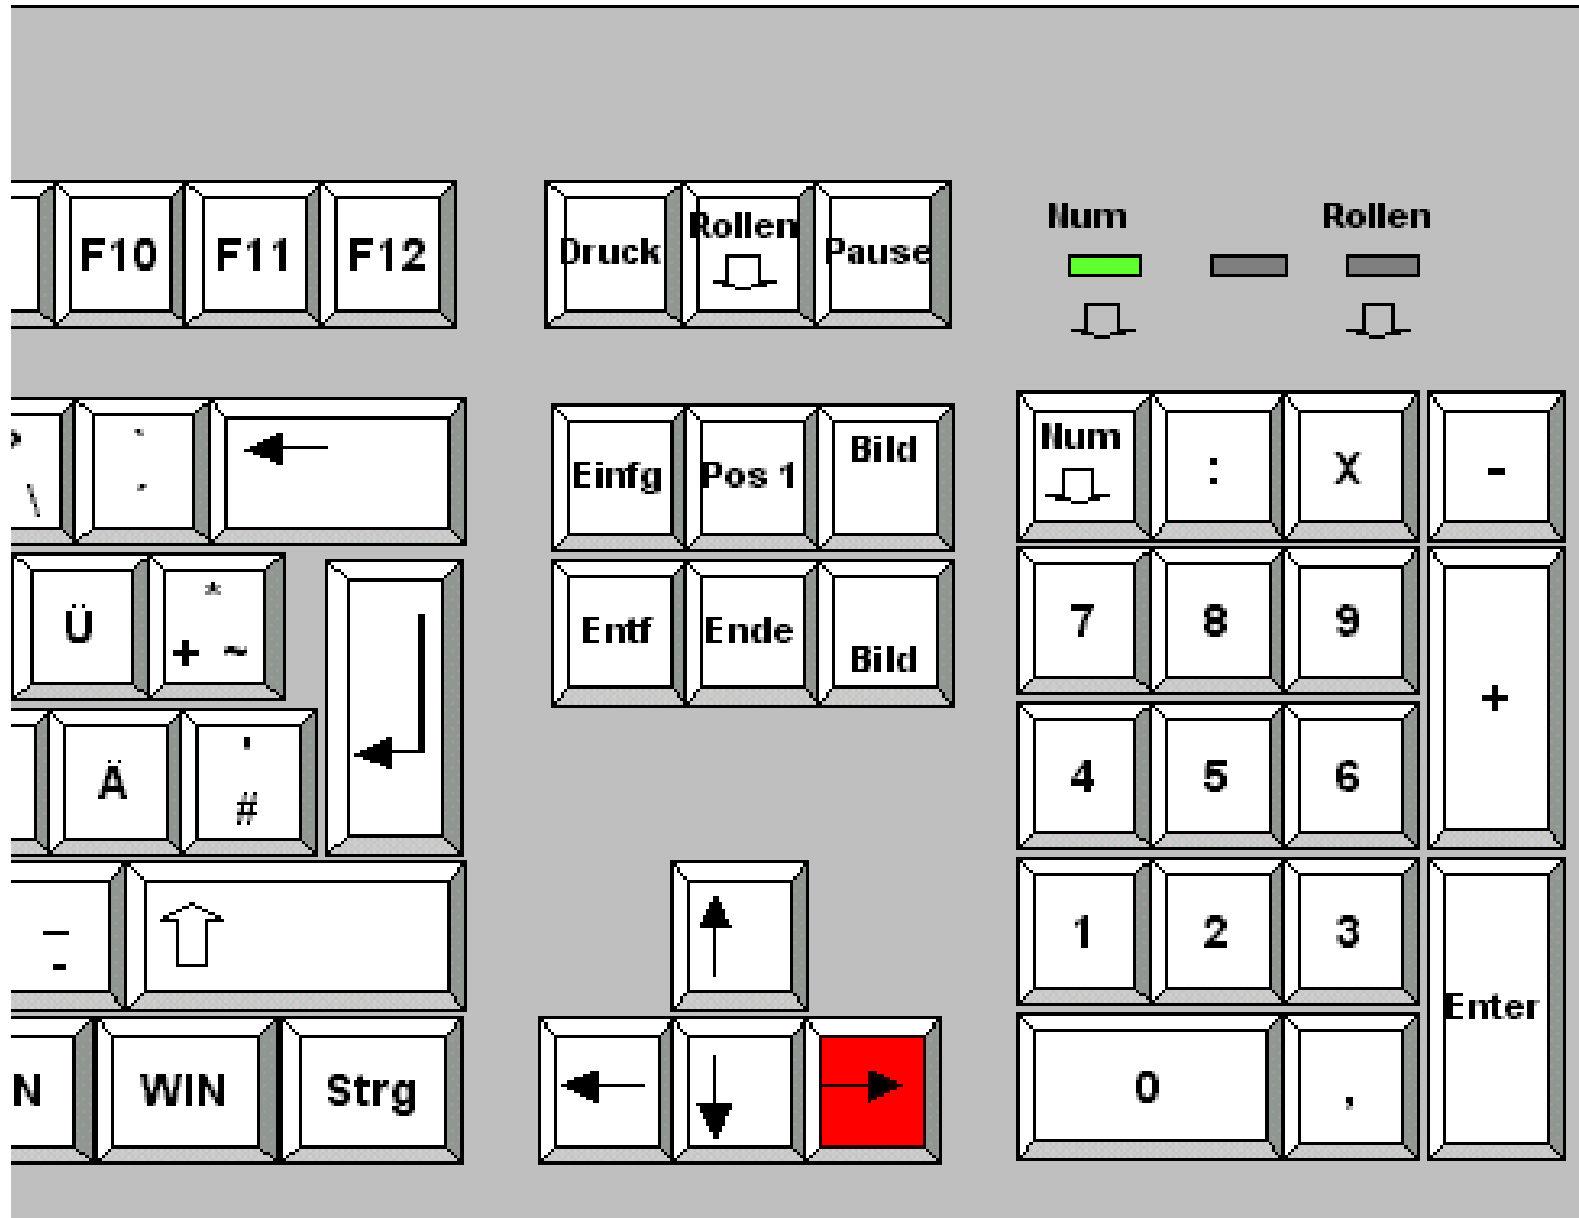 F10 F11 F12 Druck Rollen Pause
Num Rollen
` ´
\
Einfg Pos 1 Bild
Num : X -
Ü * + ~
Entf Ende Bild
7 8 9 +
Ä ' #
4 5 6
_ -
1 2 3 Enter
N WIN Strg
0 ,